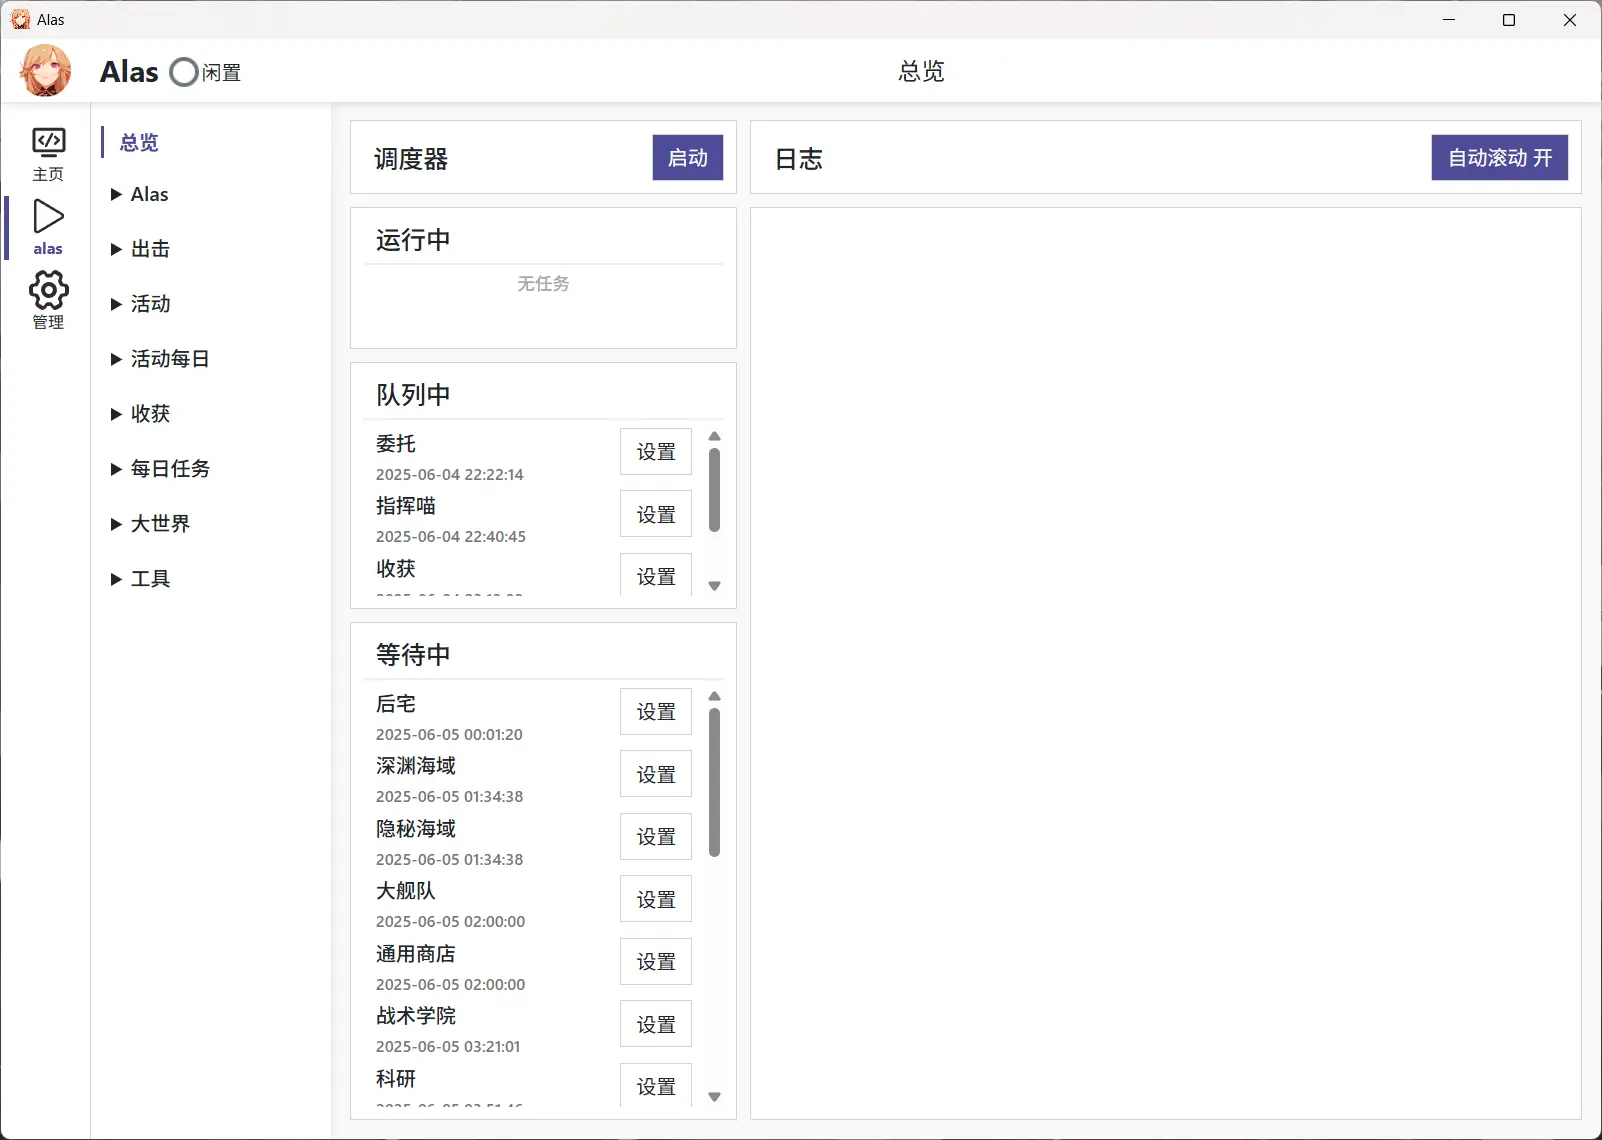 Alas
Alas 闲置
总览
主页
alas
管理
总览
Alas
出击
活动
活动每日
收获
每日任务
大世界
工具
调度器
启动
运行中
无任务
队列中
委托
设置
2025-06-04 22:22:14
指挥喵
设置
2025-06-04 22:40:45
收获
设置
等待中
后宅
设置
2025-06-05 00:01:20
深渊海域
设置
2025-06-05 01:34:38
隐秘海域
设置
2025-06-05 01:34:38
大舰队
设置
2025-06-05 02:00:00
通用商店
设置
2025-06-05 02:00:00
战术学院
设置
2025-06-05 03:21:01
科研
设置
日志
自动滚动 开